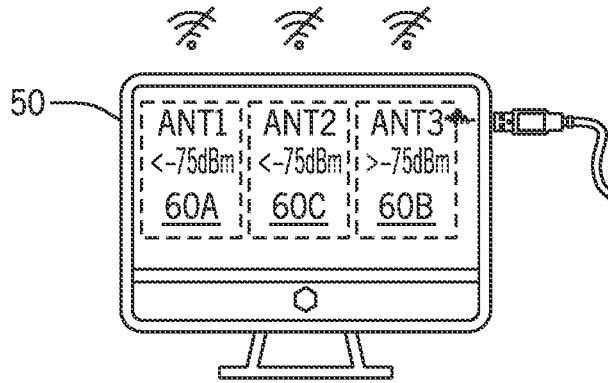 50
ANT1 ANT2 ANT3
<-75dBm <-75dBm >-75dBm
60A 60C 60B